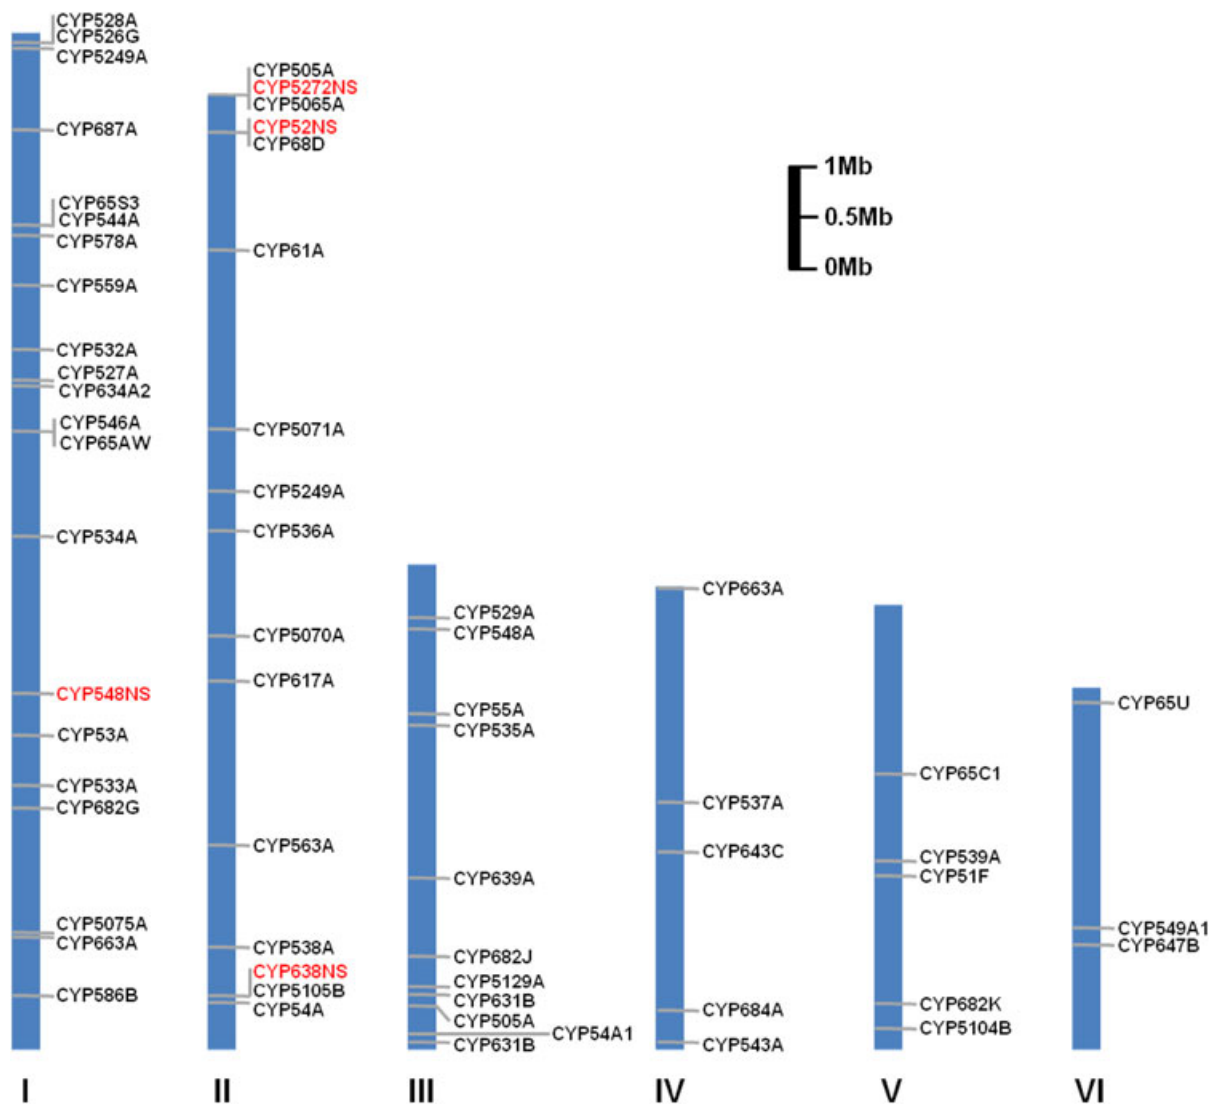 CYP528A
CYP526G
CYP5249A
CYP687A
CYP65S3
CYP544A
CYP578A
CYP559A
CYP532A
CYP527A
CYP634A2
CYP546A
CYP65AW
CYP534A
CYP548NS
CYP53A
CYP533A
CYP682G
CYP5075A
CYP663A
CYP586B
I
CYP505A
CYP5272NS
CYP5065A
CYP52NS
CYP68D
CYP61A
CYP5071A
CYP5249A
CYP536A
CYP5070A
CYP617A
CYP563A
CYP538A
CYP638NS
CYP5105B
CYP54A
II
CYP529A
CYP548A
CYP55A
CYP535A
CYP639A
CYP682J
CYP5129A
CYP631B
CYP505A
CYP54A1
CYP631B
III
CYP663A
CYP537A
CYP643C
CYP684A
CYP543A
IV
1Mb
0.5Mb
0Mb
CYP65C1
CYP539A
CYP51F
CYP682K
CYP5104B
V
CYP65U
CYP549A1
CYP647B
VI